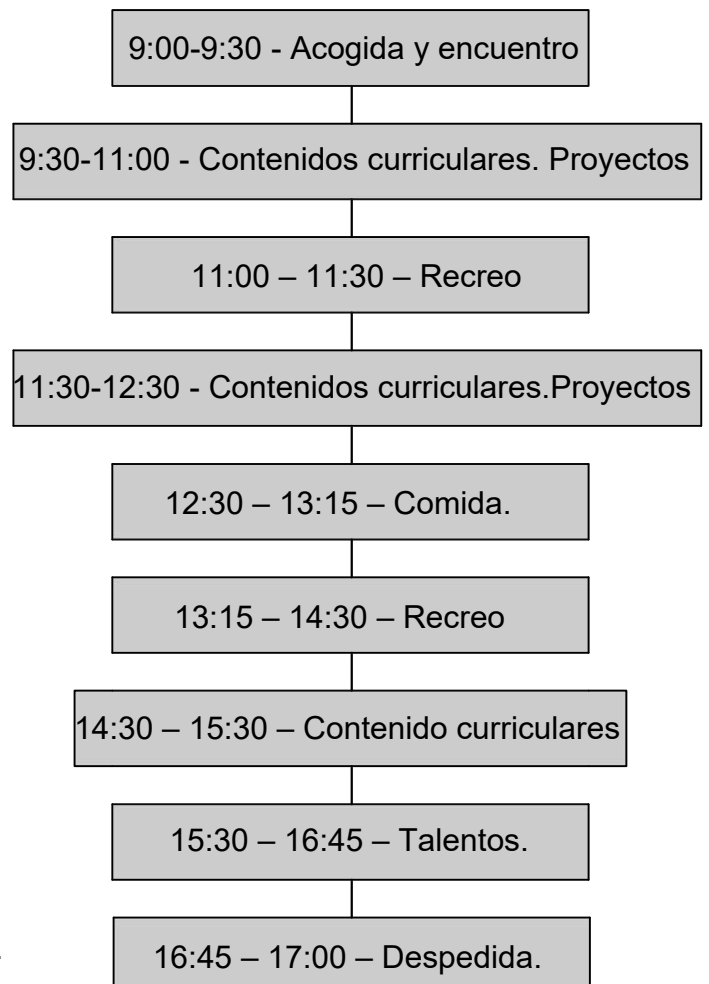 9:00-9:30 - Acogida y encuentro
9:30-11:00 - Contenidos curriculares. Proyectos
11:00 – 11:30 – Recreo
11:30-12:30 - Contenidos curriculares.Proyectos
12:30 – 13:15 – Comida.
13:15 – 14:30 – Recreo
14:30 – 15:30 – Contenido curriculares
15:30 – 16:45 – Talentos.
16:45 – 17:00 – Despedida.